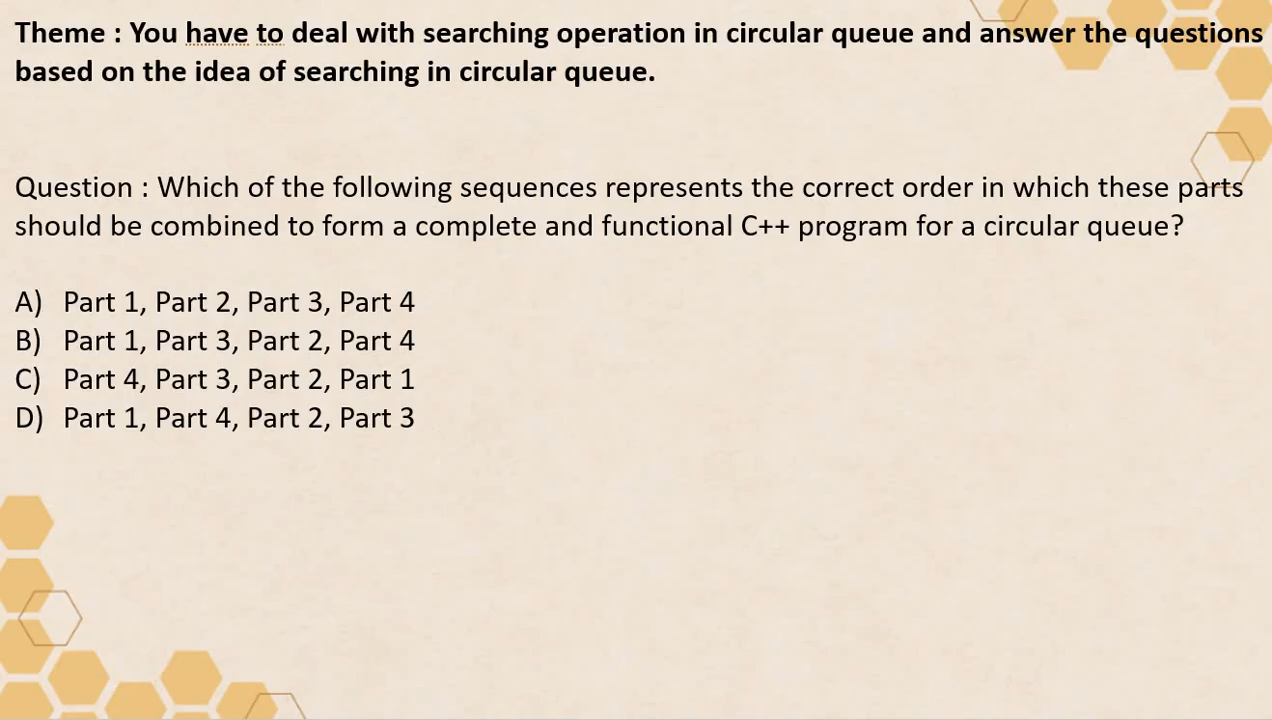 Theme : You have to deal with searching operation in circular queue and answer the questions
based on the idea of searching in circular queue.
Question : Which of the following sequences represents the correct order in which these parts
should be combined to form a complete and functional C++ program for a circular queue?
A) Part 1, Part 2, Part 3, Part 4
B) Part 1, Part 3, Part 2, Part 4
C) Part 4, Part 3, Part 2, Part 1
D) Part 1, Part 4, Part 2, Part 3